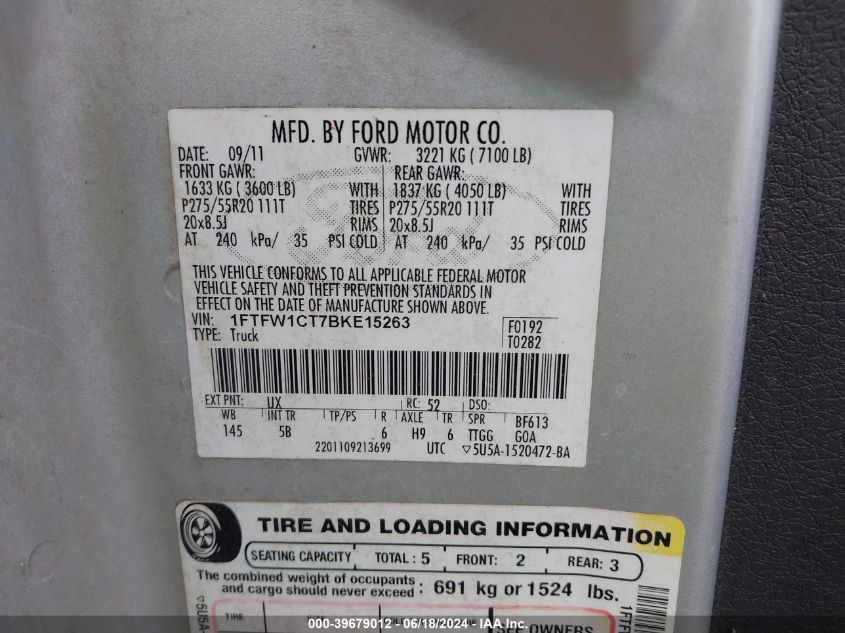 MFD. BY FORD MOTOR CO.
DATE: 09/11 GVWR: 3221 KG ( 7100 LB)
FRONT GAWR: REAR GAWR:
1633 KG ( 3600 LB) WITH 1837 KG ( 4050 LB) WITH
P275/55R20 111T TIRES P275/55R20 111T TIRES
20x8.5J RIMS 20x8.5J RIMS
AT 240 kPa/ 35 PSI COLD AT 240 kPa/ 35 PSI COLD
THIS VEHICLE CONFORMS TO ALL APPLICABLE FEDERAL MOTOR
VEHICLE SAFETY AND THEFT PREVENTION STANDARDS IN
EFFECT ON THE DATE OF MANUFACTURE SHOWN ABOVE.
VIN: 1FTFW1CT7BKE15263 F0192
TYPE: Truck T0282
EXT PNT: UX RC: 52 DSO:
WB INT TR TP/PS R AXLE TR SPR BF613
145 5B 6 H9 6 TTGG GOA
2201109213699 UTC ▽5U5A-1520472-BA
TIRE AND LOADING INFORMATION
SEATING CAPACITY TOTAL : 5 FRONT: 2 REAR: 3
The combined weight of occupants
and cargo should never exceed : 691 kg or 1524 lbs.
TIRE
SEE OWNERS
▽5U5A-
1FTF
000-39679012 - 06/18/2024 - IAA Inc.